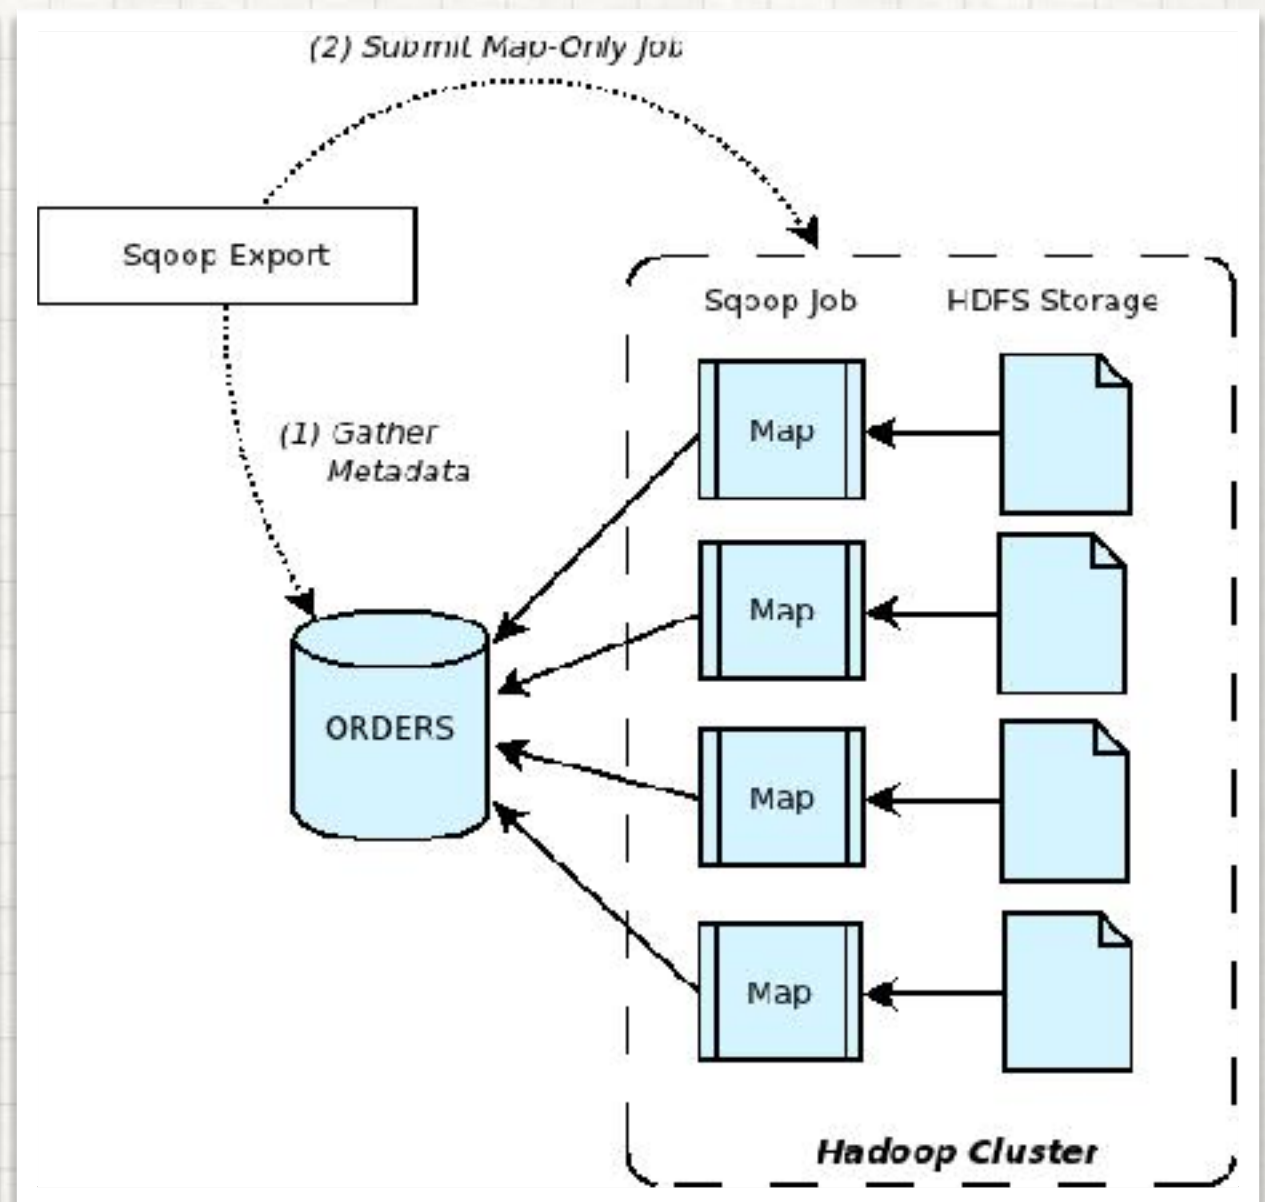 (2) Submit Map-Only Job
Sqoop Export
Sqoop Job
HDFS Storage
(1) Gather
Metadata
Map
Map
ORDERS
Map
Map
Hadoop Cluster